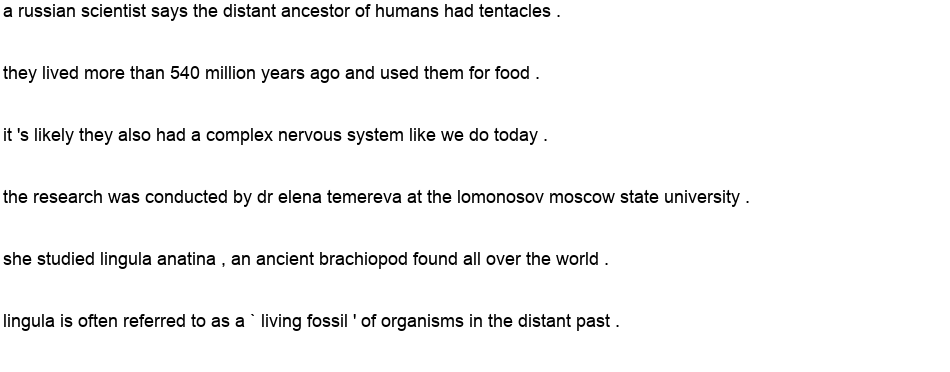 a russian scientist says the distant ancestor of humans had tentacles .
they lived more than 540 million years ago and used them for food .
it 's likely they also had a complex nervous system like we do today .
the research was conducted by dr elena temereva at the lomonosov moscow state university .
she studied lingula anatina , an ancient brachiopod found all over the world .
lingula is often referred to as a ` living fossil ' of organisms in the distant past .